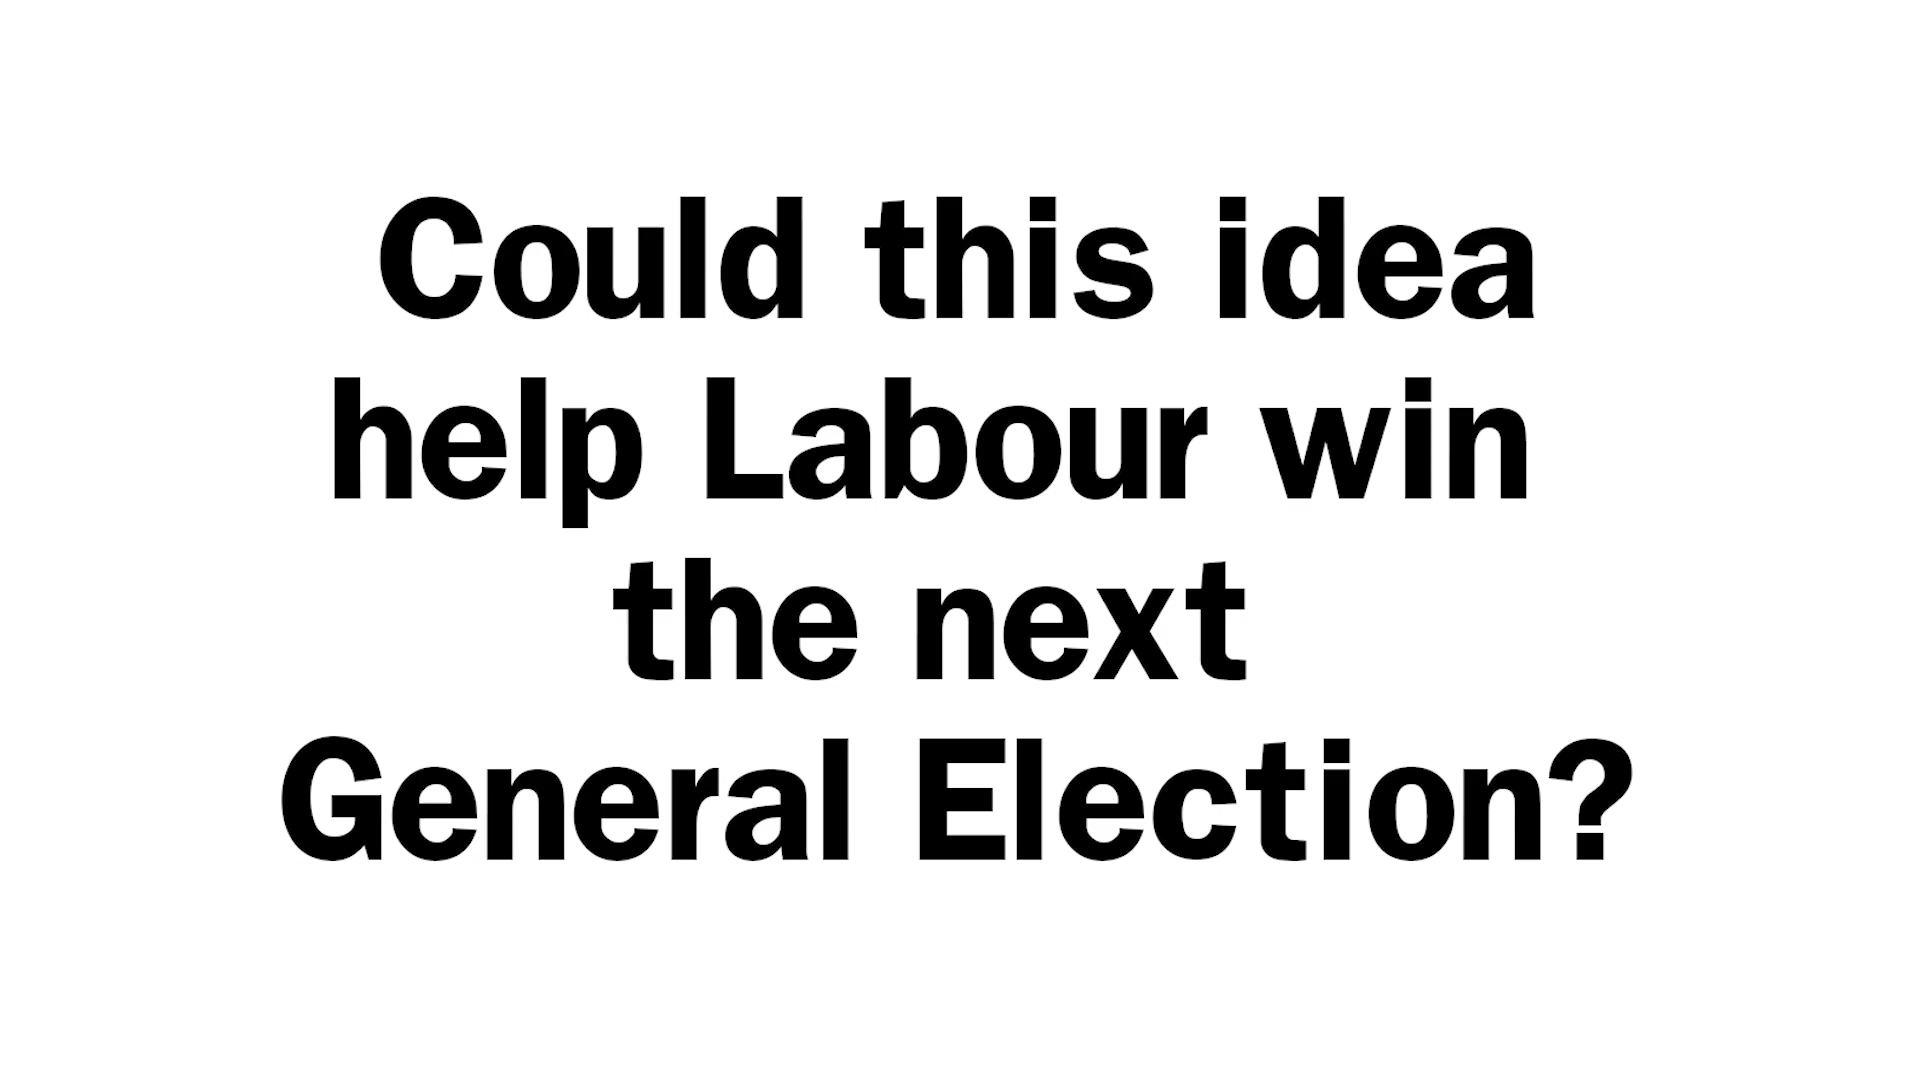 Could this idea
help Labour win
the next
General Election?